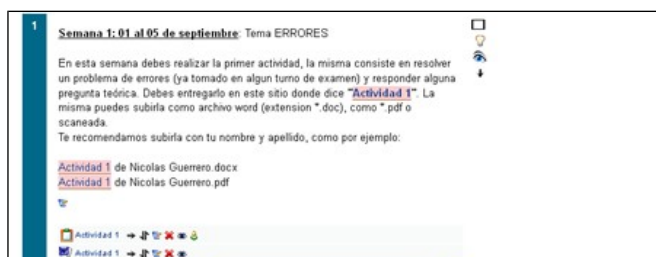 1
Semana 1: 01 al 05 de septiembre: Tema ERRORES
En esta semana debes realizar la primer actividad, la misma consiste en resolver
un problema de errores (ya tomado en algun turno de examen) y responder alguna
pregunta teórica. Debes entregarlo en este sitio donde dice "Actividad 1". La
misma puedes subirla como archivo word (extension *.doc), como *.pdf o
scaneada.
Te recomendamos subirla con tu nombre y apellido, como por ejemplo:
Actividad 1 de Nicolas Guerrero.docx
Actividad 1 de Nicolas Guerrero.pdf
Actividad 1
Actividad 1